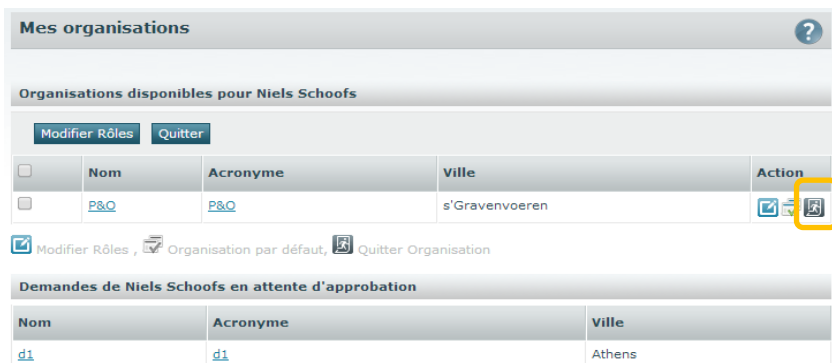 Mes organisations ?
Organisations disponibles pour Niels Schoofs
Modifier Rôles Quitter
Nom Acronyme Ville Action
P&O P&O s'Gravenvoeren
Modifier Rôles , Organisation par défaut, Quitter Organisation
Demandes de Niels Schoofs en attente d'approbation
Nom Acronyme Ville
d1 d1 Athens